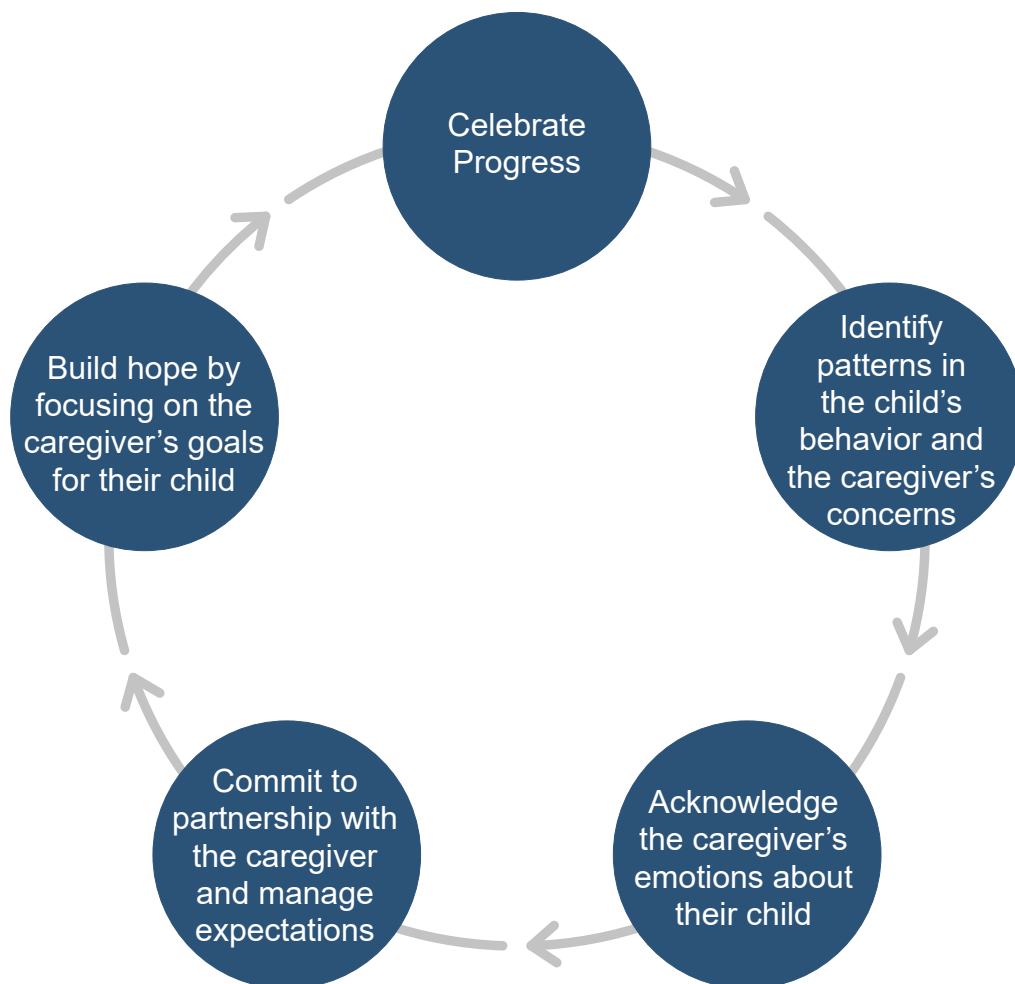 Celebrate
Progress
Identify
patterns in
the child’s
behavior and
the caregiver’s
concerns
Acknowledge
the caregiver’s
emotions about
their child
Commit to
partnership with
the caregiver
and manage
expectations
Build hope by
focusing on the
caregiver’s goals
for their child